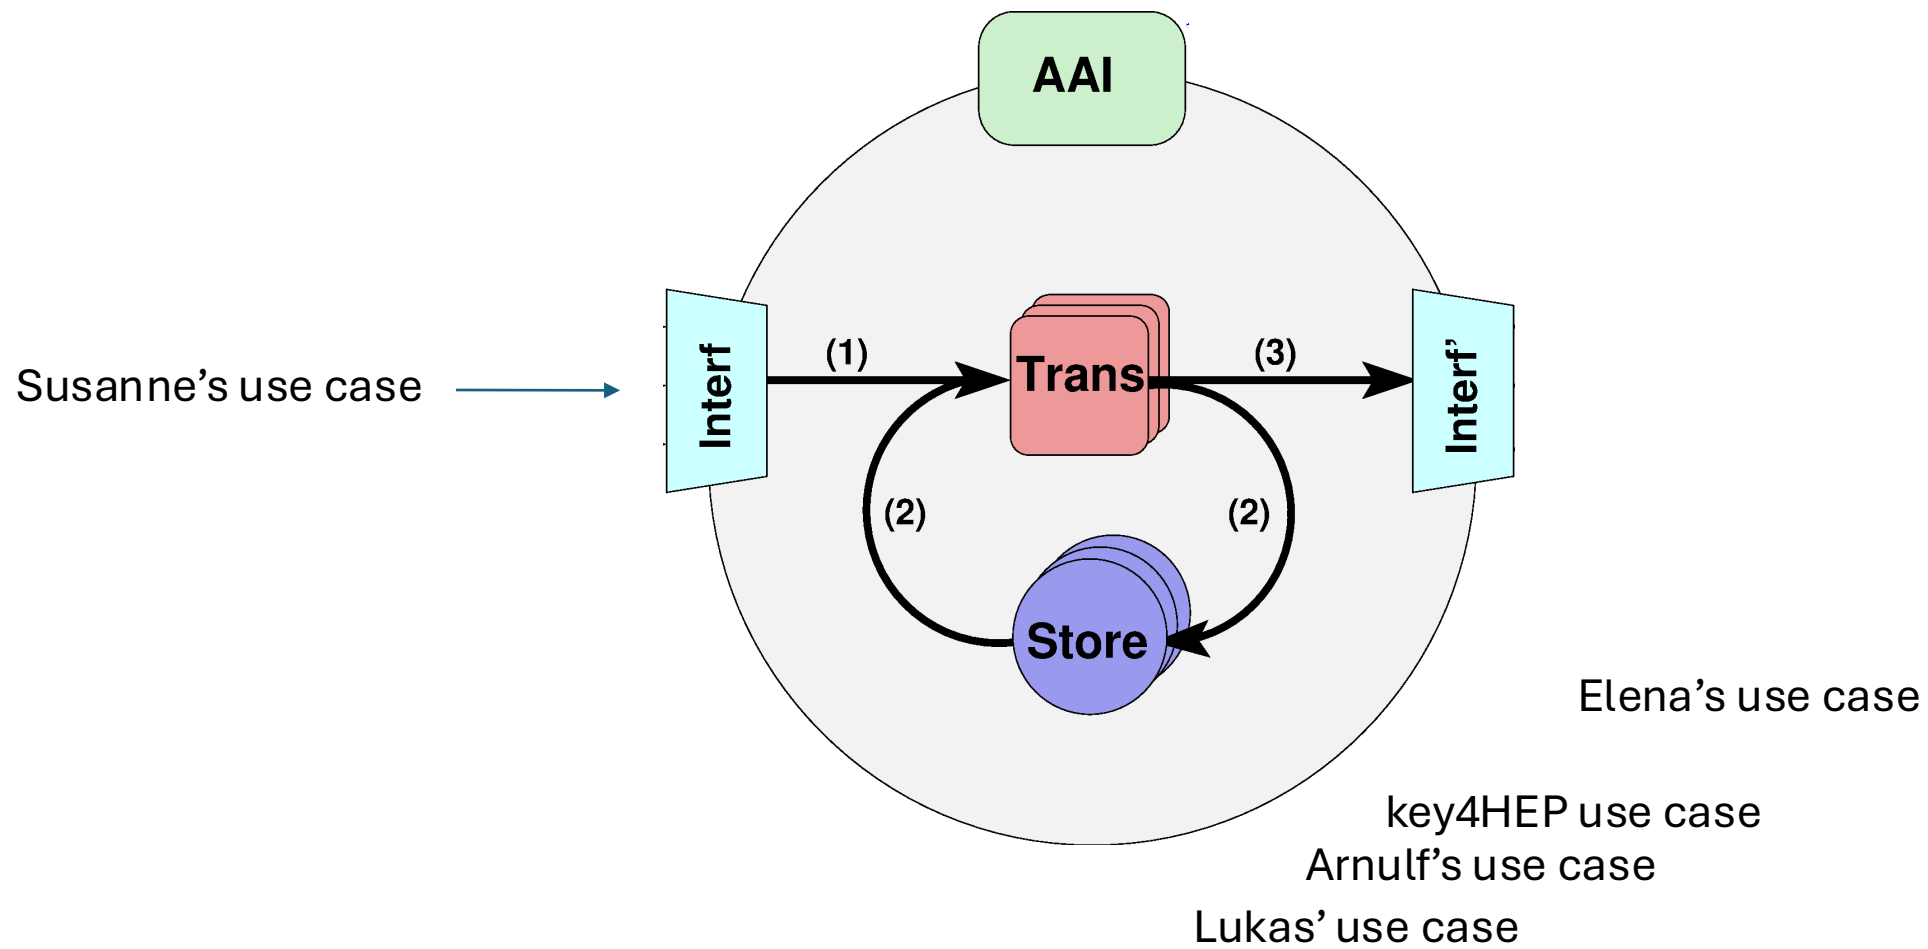 AAI
(1)
(3)
Trans
Interf
Interf’
Susanne’s use case
(2)
(2)
Store
Elena’s use case
key4HEP use case
Arnulf’s use case
Lukas’ use case